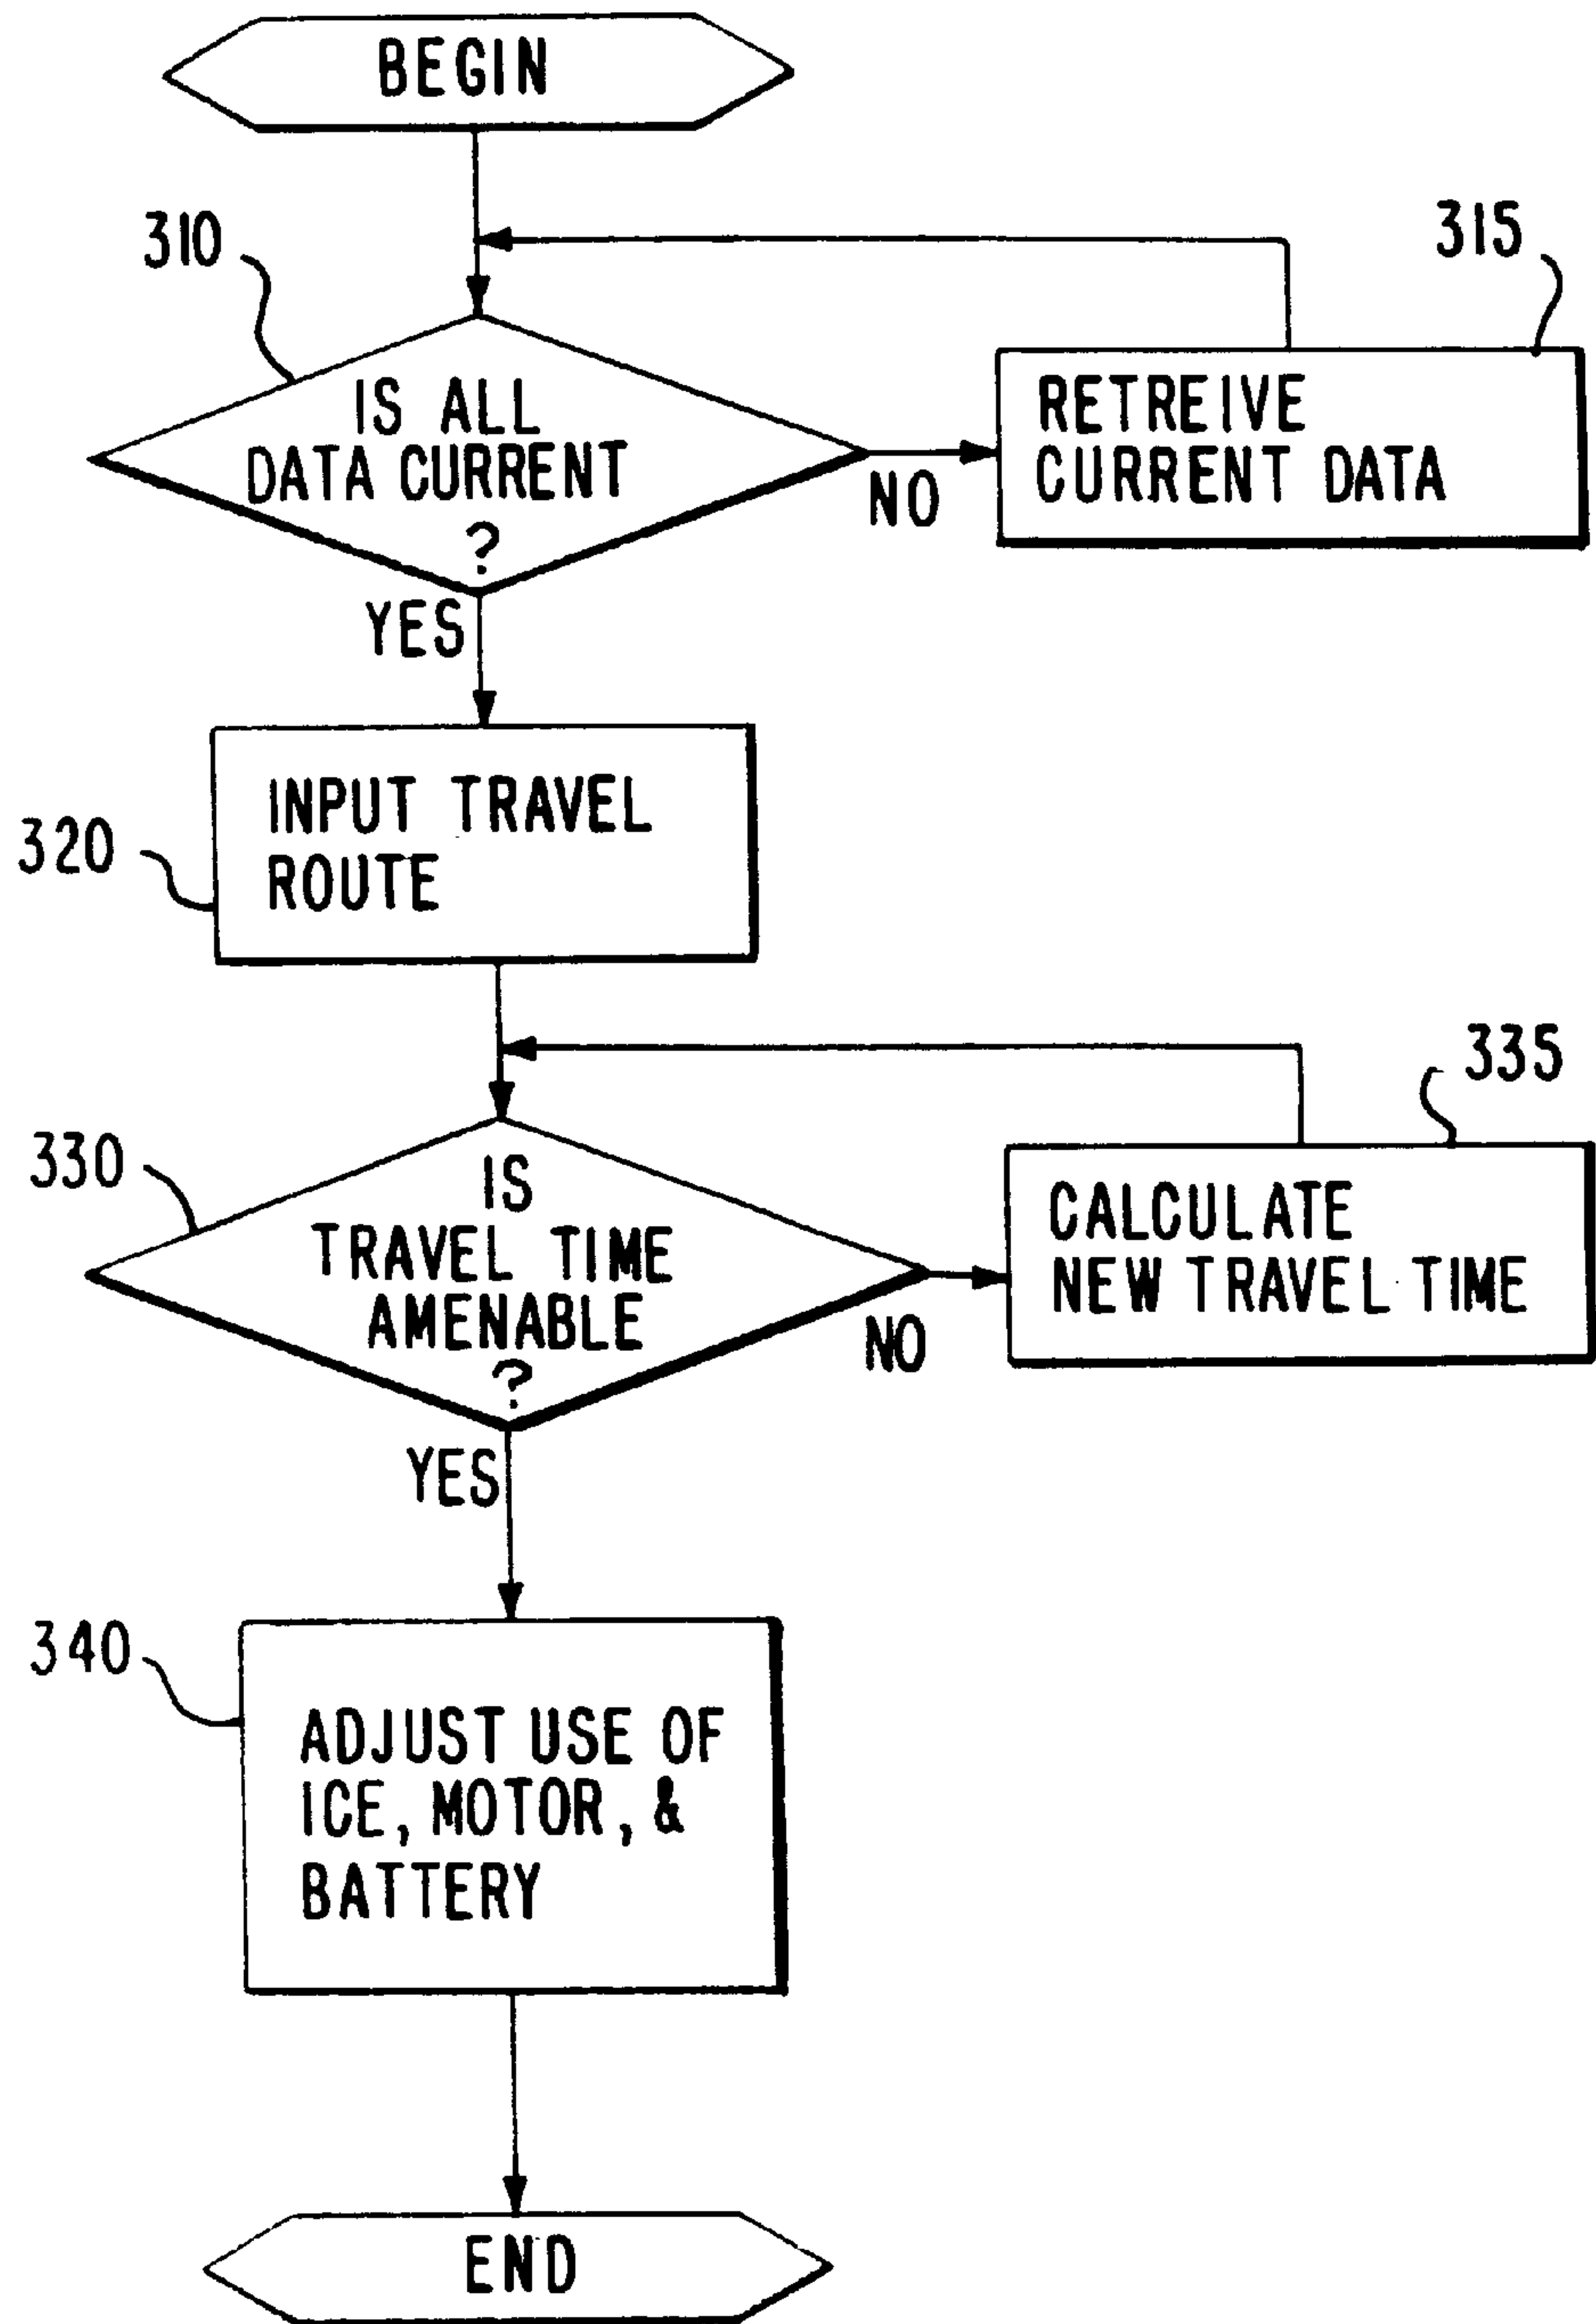 BEGIN
310
315
IS ALL
DATA CURRENT
?
RETREIVE
CURRENT DATA
NO
YES
INPUT TRAVEL
ROUTE
320
335
330
IS
TRAVEL TIME
AMENABLE
?
CALCULATE
NEW TRAVEL TIME
NO
YES
340
ADJUST USE OF
ICE, MOTOR, &
BATTERY
END